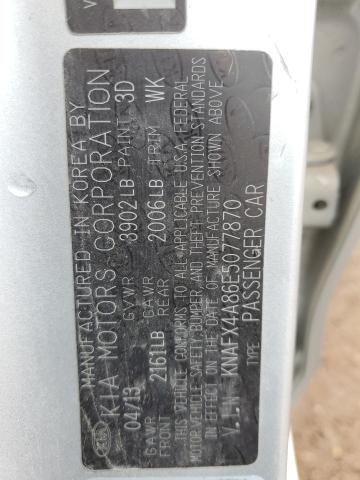 MANUFACTURED IN KOREA BY
KIA MOTORS CORPORATION
04/13 GVWR 3902LB PAINT 3D
GAWR FRONT 2161LB GAWR REAR 2006LB TRIM WK
THIS VEHICLE CONFORMS TO ALL APPLICABLE U.S.A. FEDERAL
MOTOR VEHICLE SAFETY BUMPER, AND THEFT PREVENTION STANDARDS
IN EFFECT ON THE DATE OF MANUFACTURE SHOWN ABOVE.
V.I.N KNAFX4A86E5077870
TYPE PASSENGER CAR